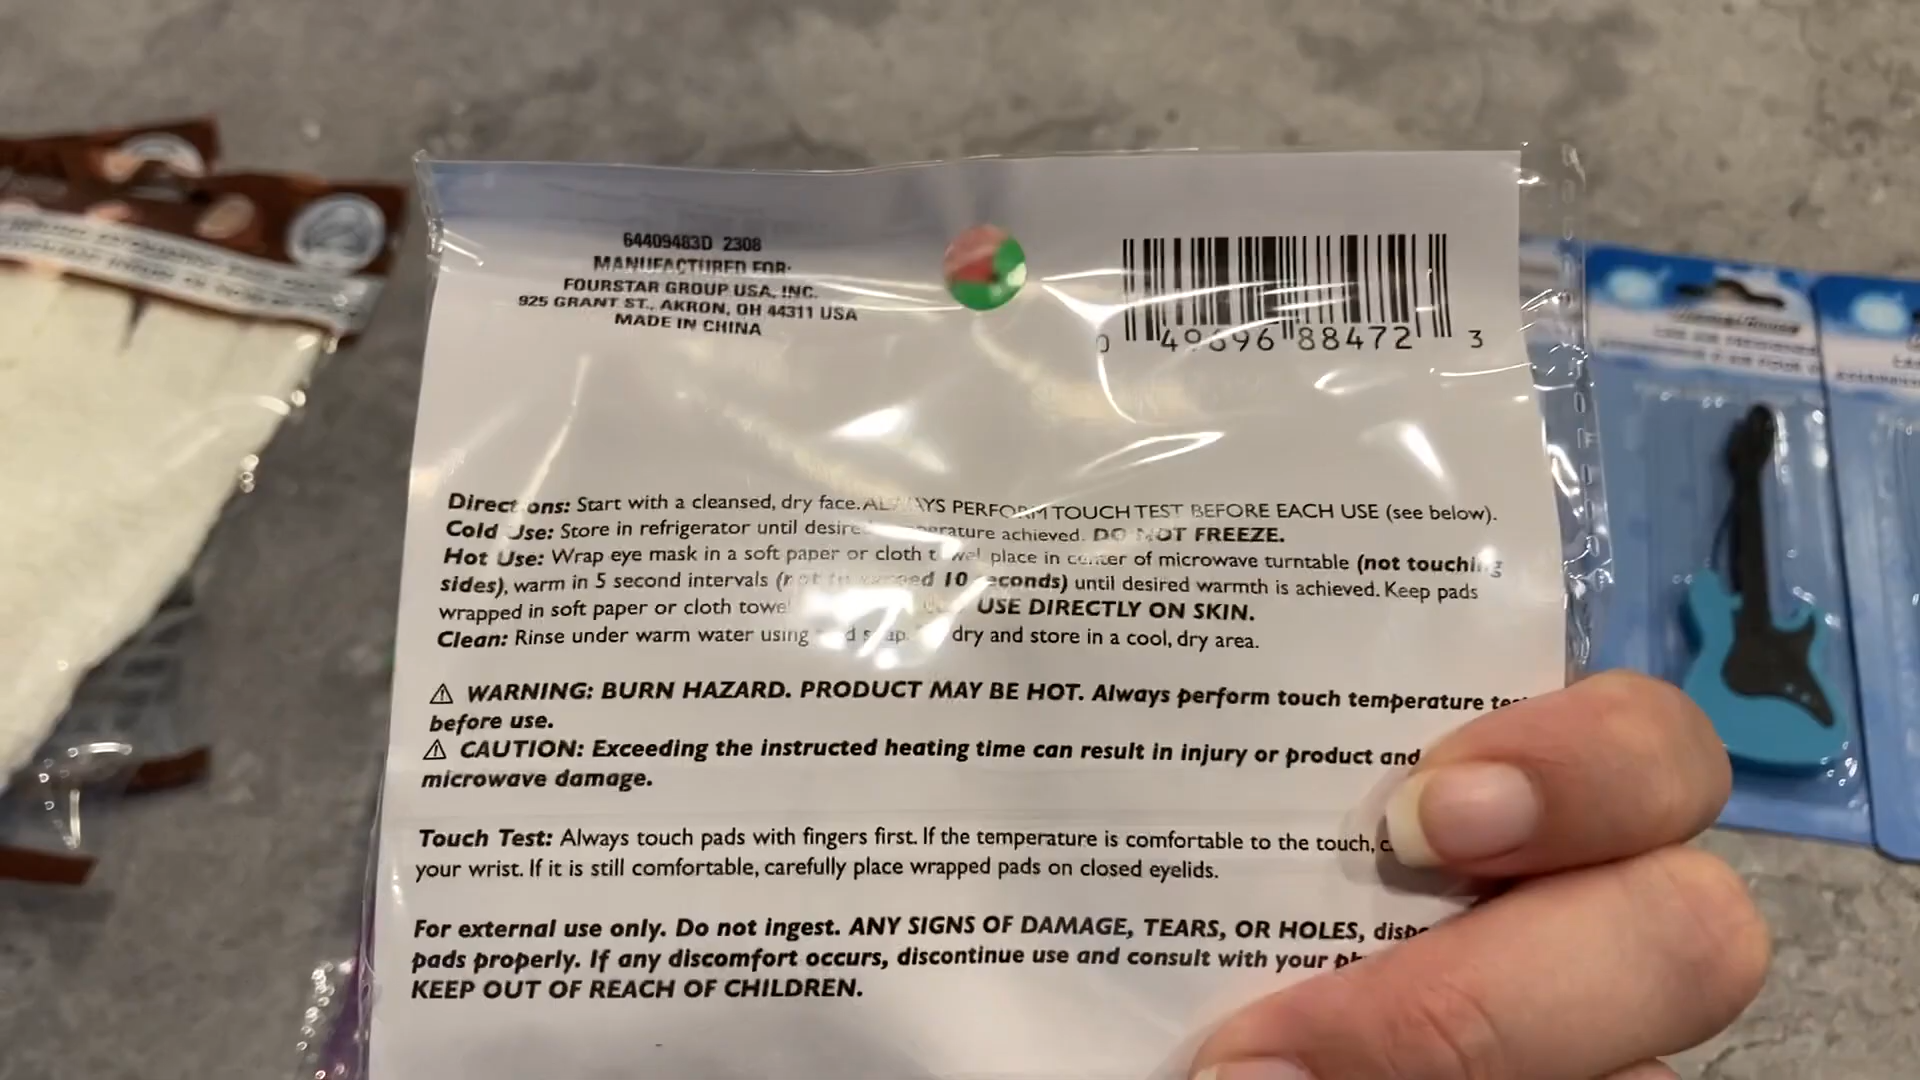 64409483D 2308
MANUFACTURED FOR:
FOURSTAR GROUP USA, INC.
925 GRANT ST., AKRON, OH 44311 USA
MADE IN CHINA
0 49696 88472 3
Directions: Start with a cleansed, dry face. ALWAYS PERFORM TOUCH TEST BEFORE EACH USE (see below).
Cold Use: Store in refrigerator until desired temperature achieved. DO NOT FREEZE.
Hot Use: Wrap eye mask in a soft paper or cloth towel, place in center of microwave turntable (not touching
sides), warm in 5 second intervals (not to exceed 10 seconds) until desired warmth is achieved. Keep pads
wrapped in soft paper or cloth towel USE DIRECTLY ON SKIN.
Clean: Rinse under warm water using dry and store in a cool, dry area.
⚠ WARNING: BURN HAZARD. PRODUCT MAY BE HOT. Always perform touch temperature
before use.
⚠ CAUTION: Exceeding the instructed heating time can result in injury or product and
microwave damage.
Touch Test: Always touch pads with fingers first. If the temperature is comfortable to the touch,
your wrist. If it is still comfortable, carefully place wrapped pads on closed eyelids.
For external use only. Do not ingest. ANY SIGNS OF DAMAGE, TEARS, OR HOLES,
pads properly. If any discomfort occurs, discontinue use and consult with your
KEEP OUT OF REACH OF CHILDREN.